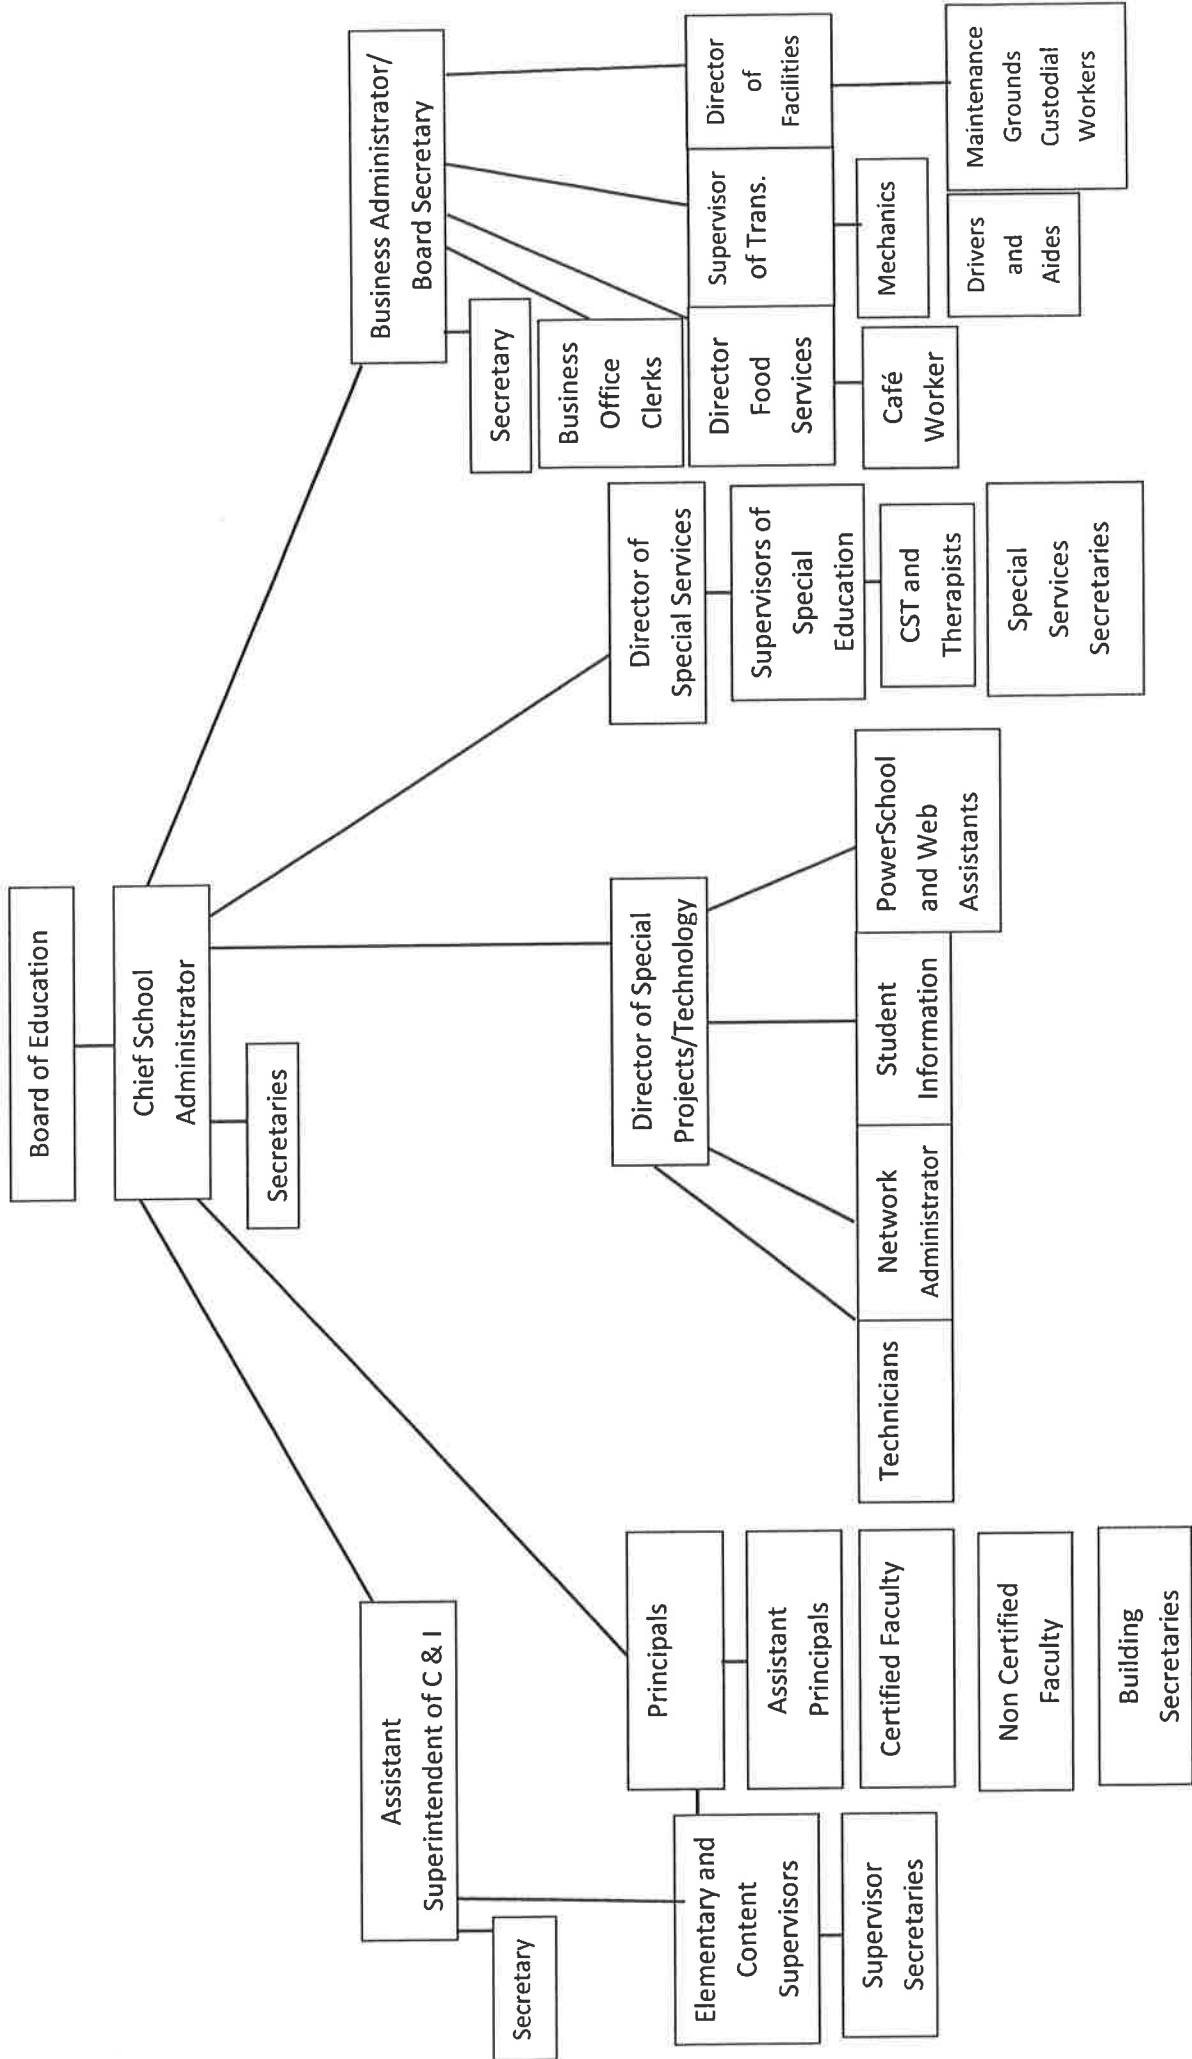 Board of Education
Chief School
Administrator
Secretaries
Assistant
Superintendent of C & I
Secretary
Business Administrator/
Board Secretary
Secretary
Business
Office
Clerks
Elementary and
Content
Supervisors
Supervisor
Secretaries
Principals
Assistant
Principals
Certified Faculty
Non Certified
Faculty
Building
Secretaries
Director of Special
Projects/Technology
Technicians
Network
Administrator
Student
Information
PowerSchool
and Web
Assistants
Director of
Special Services
Supervisors of
Special
Education
CST and
Therapists
Special
Services
Secretaries
Director
Food
Services
Café
Worker
Supervisor
of Trans.
Mechanics
Drivers
and
Aides
Director
of
Facilities
Maintenance
Grounds
Custodial
Workers